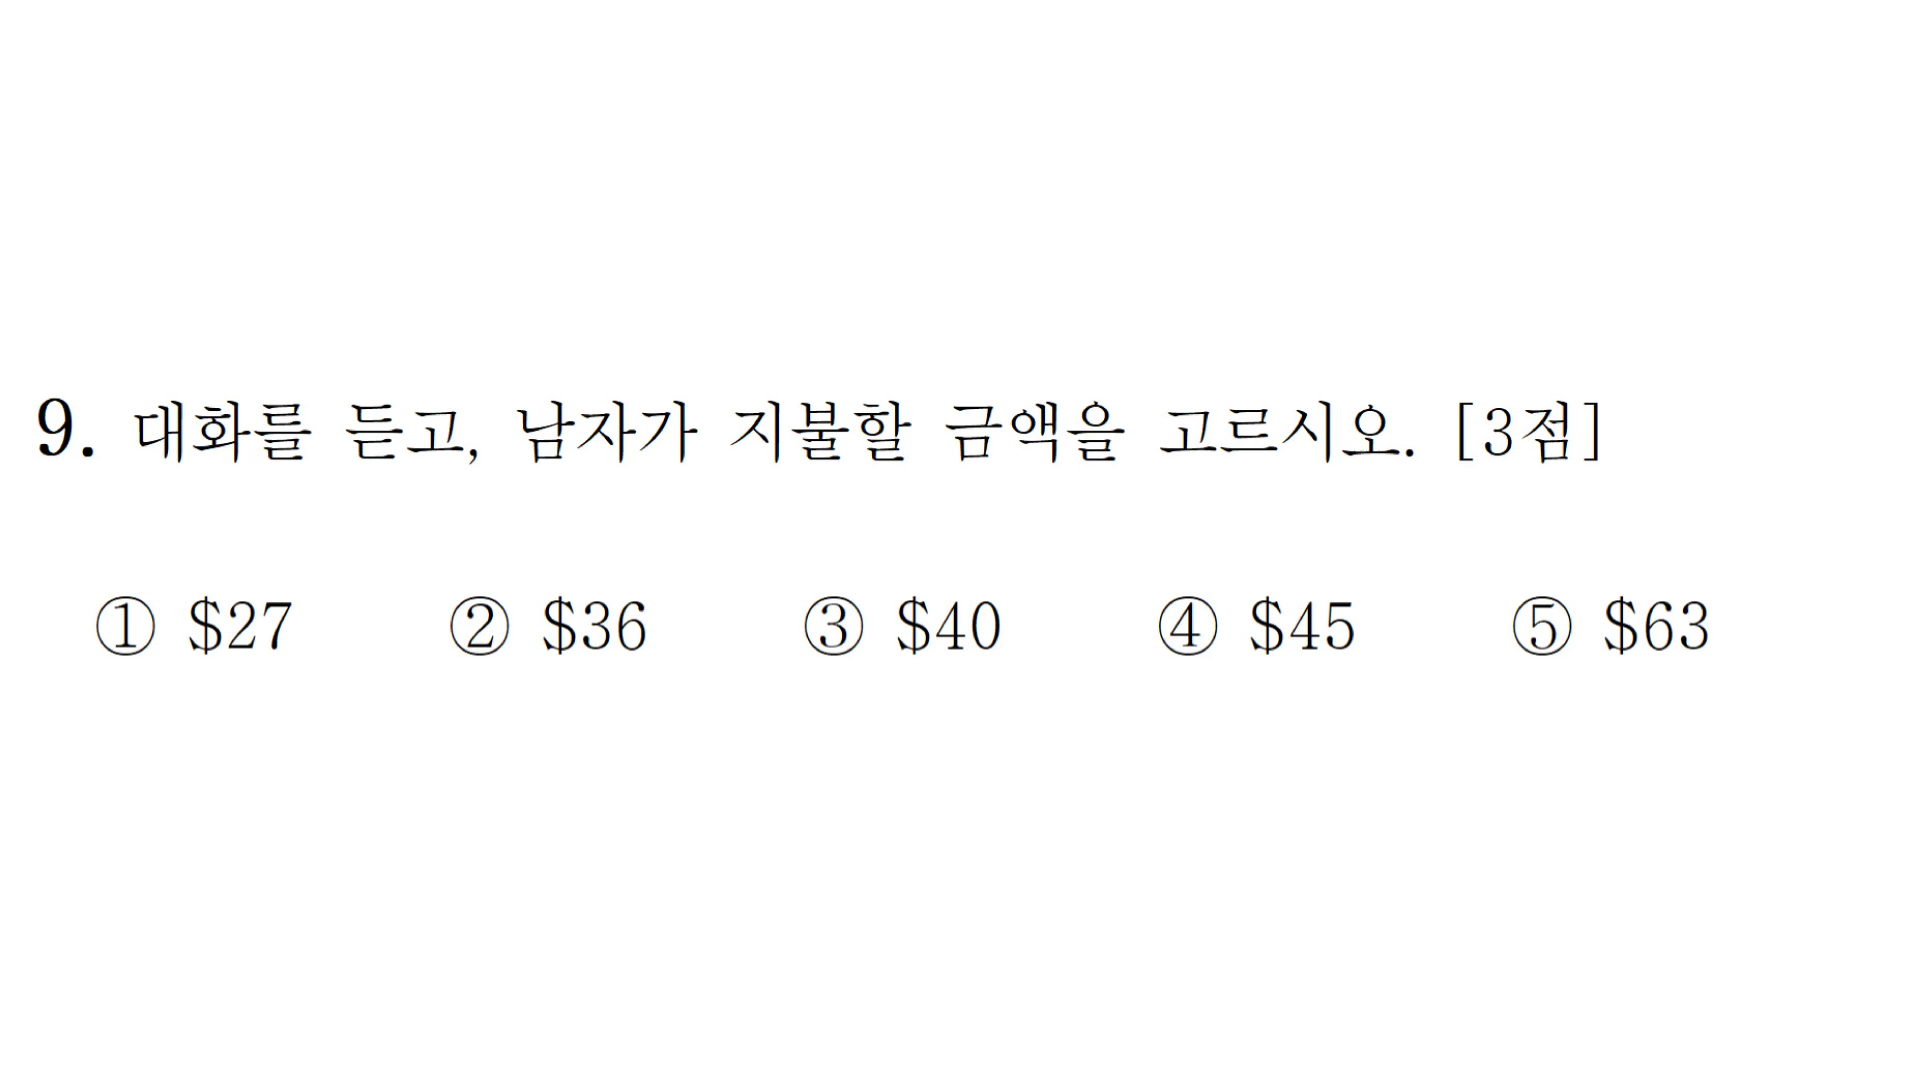 9. 대화를 듣고, 남자가 지불할 금액을 고르시오. [3점]
① $27 ② $36 ③ $40 ④ $45 ⑤ $63